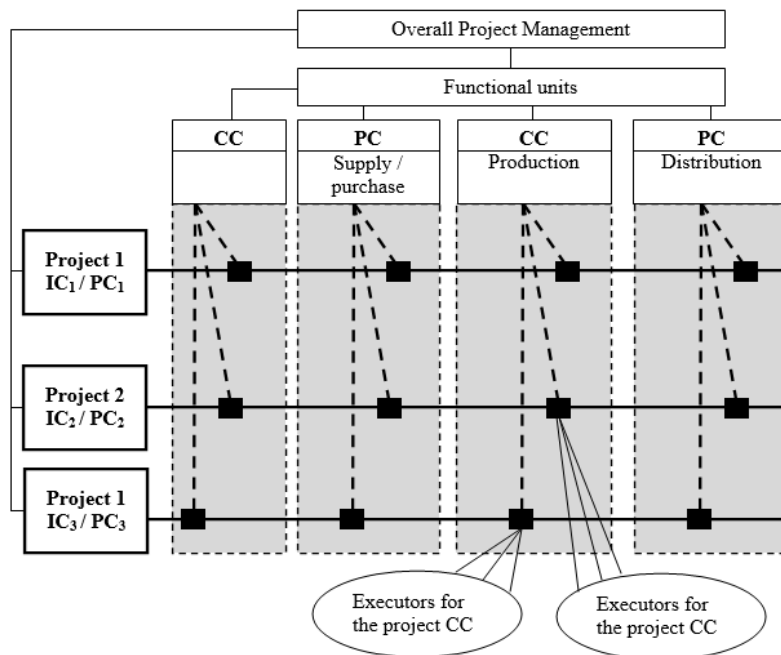 Overall Project Management
Functional units
CC
PC
Supply /
purchase
CC
Production
PC
Distribution
Project 1
IC₁ / PC₁
Project 2
IC₂ / PC₂
Project 1
IC₃ / PC₃
Executors for
the project CC
Executors for
the project CC